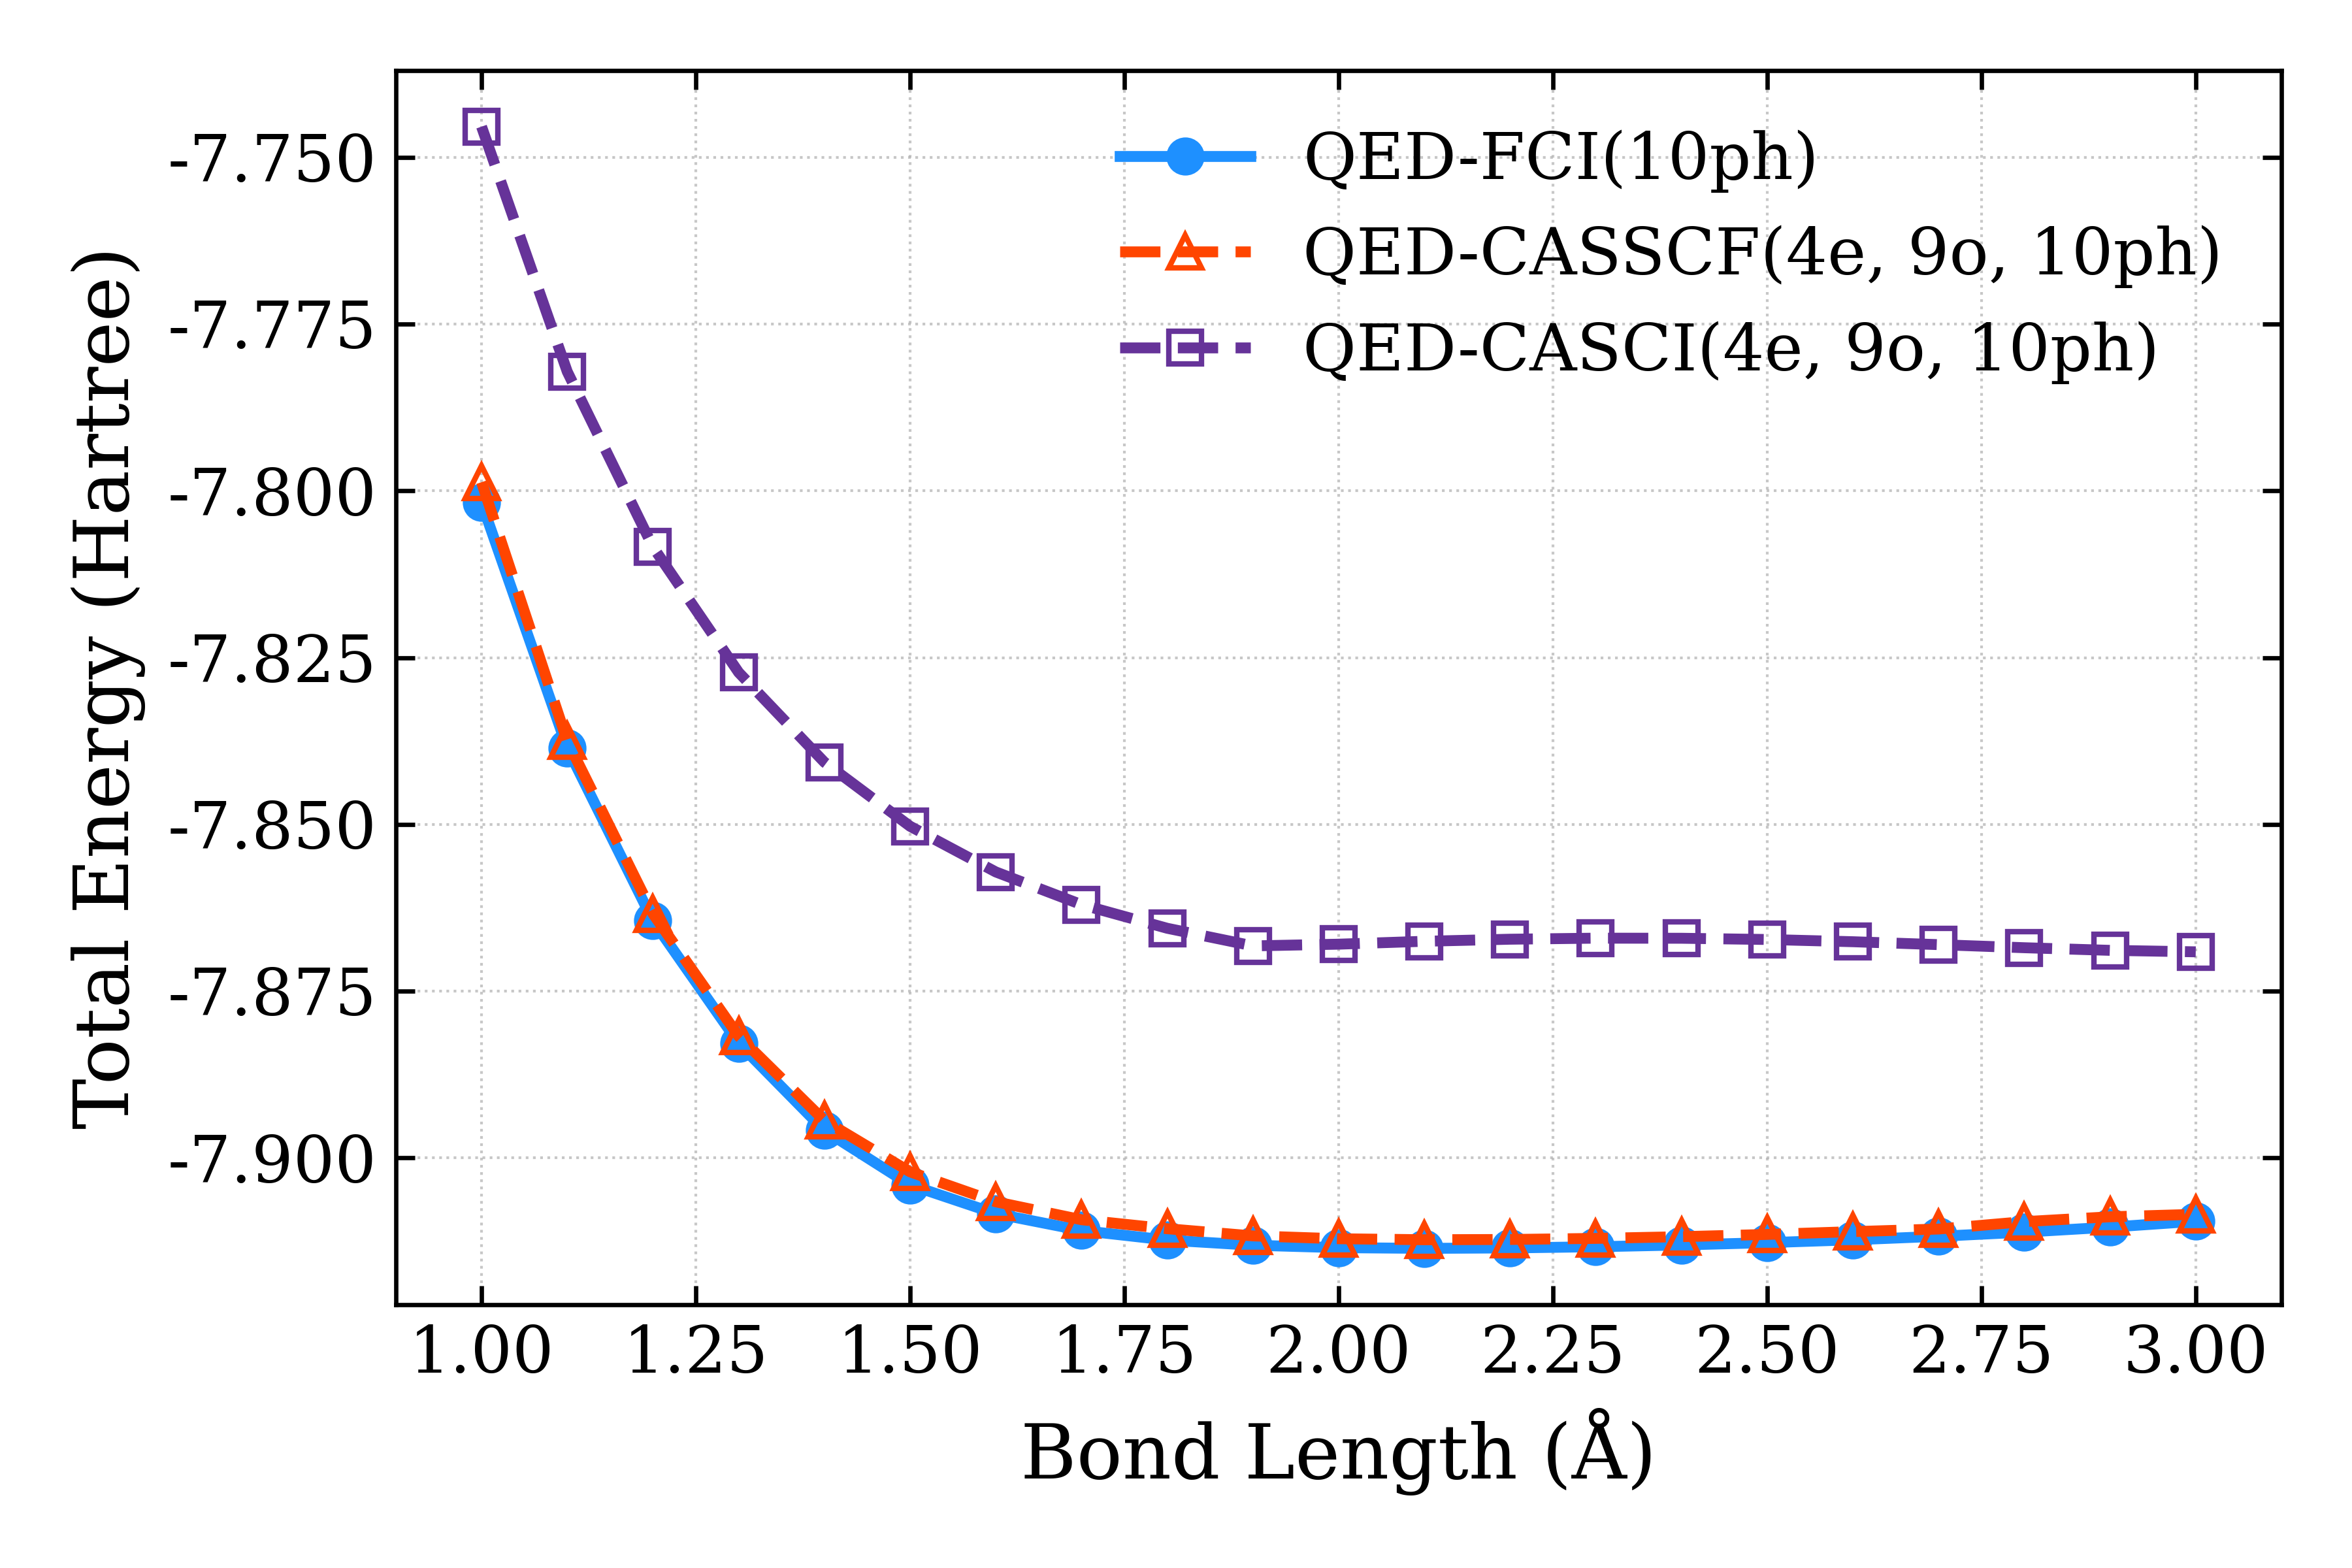 Total Energy (Hartree)
-7.750
-7.775
-7.800
-7.825
-7.850
-7.875
-7.900
QED-FCI(10ph)
QED-CASSCF(4e, 9o, 10ph)
QED-CASCI(4e, 9o, 10ph)
1.00 1.25 1.50 1.75 2.00 2.25 2.50 2.75 3.00
Bond Length (Å)